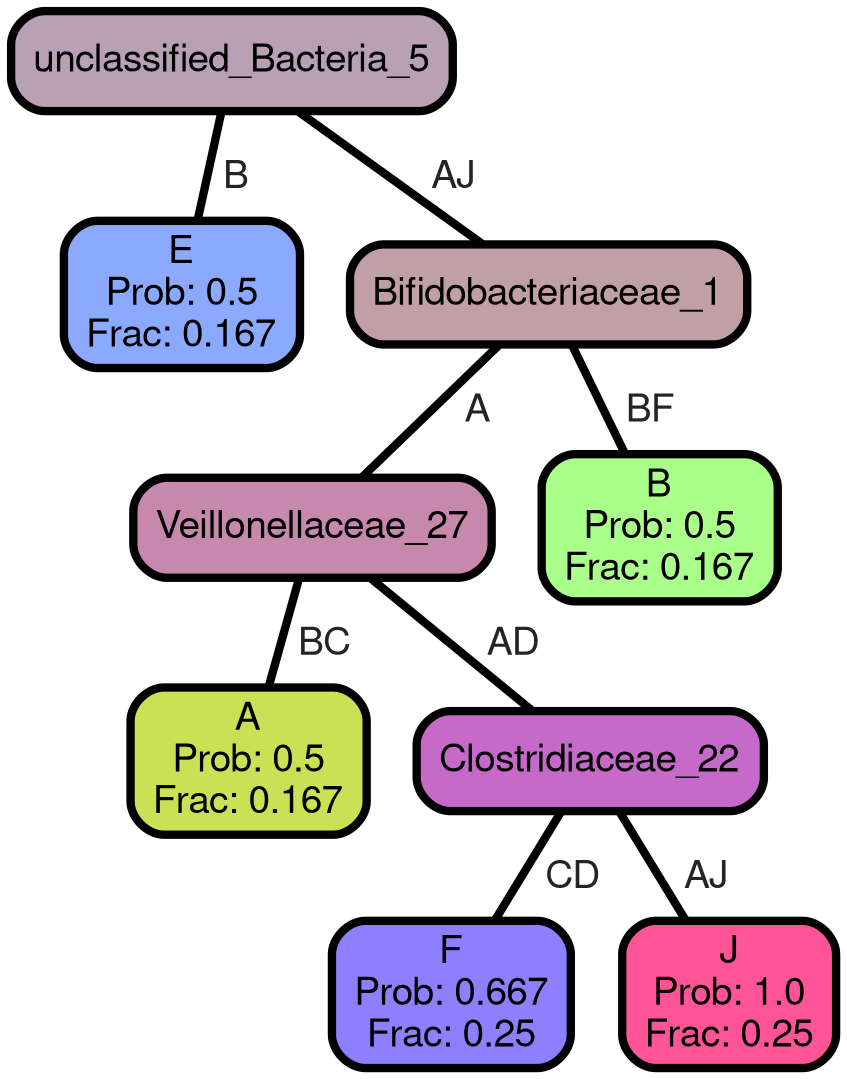 unclassified_Bacteria_5
B
AJ
E
Prob: 0.5
Frac: 0.167
Bifidobacteriaceae_1
A
BF
Veillonellaceae_27
B
Prob: 0.5
Frac: 0.167
BC
AD
A
Prob: 0.5
Frac: 0.167
Clostridiaceae_22
CD
AJ
F
Prob: 0.667
Frac: 0.25
J
Prob: 1.0
Frac: 0.25